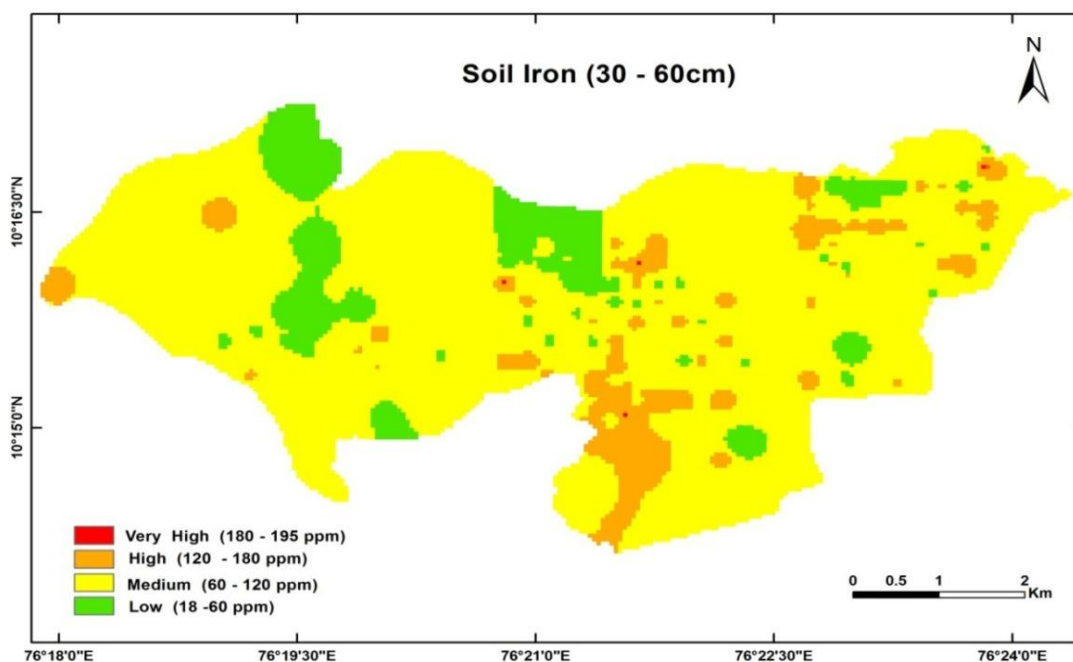 Soil Iron (30 - 60cm)
N
10°16'30"N
10°15'0"N
Very High (180 - 195 ppm)
High (120 - 180 ppm)
Medium (60 - 120 ppm)
Low (18 -60 ppm)
0 0.5 1 2
Km
76°18'0"E 76°19'30"E 76°21'0"E 76°22'30"E 76°24'0"E